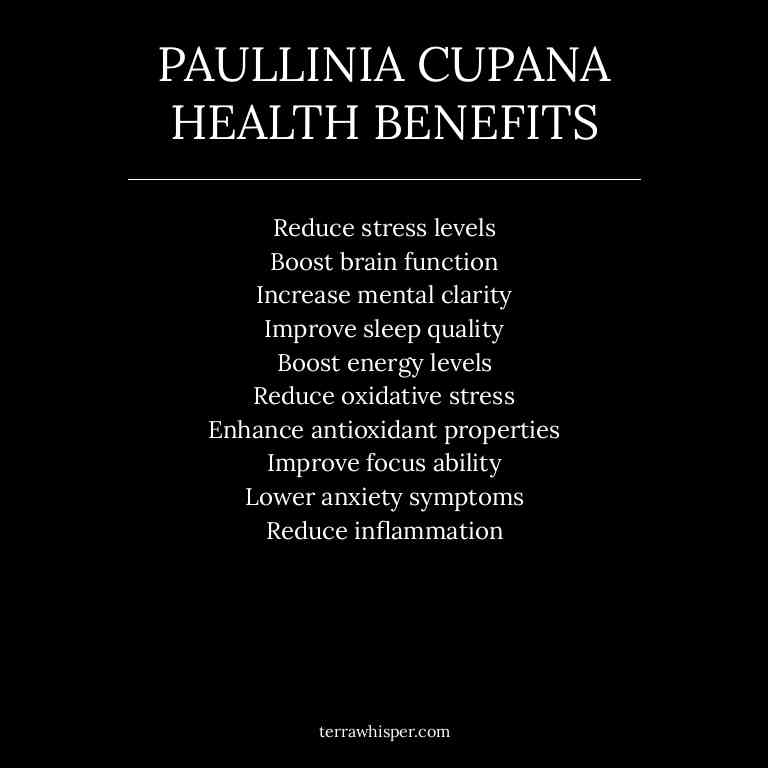 PAULLINIA CUPANA
HEALTH BENEFITS
Reduce stress levels
Boost brain function
Increase mental clarity
Improve sleep quality
Boost energy levels
Reduce oxidative stress
Enhance antioxidant properties
Improve focus ability
Lower anxiety symptoms
Reduce inflammation
terrawhisper.com